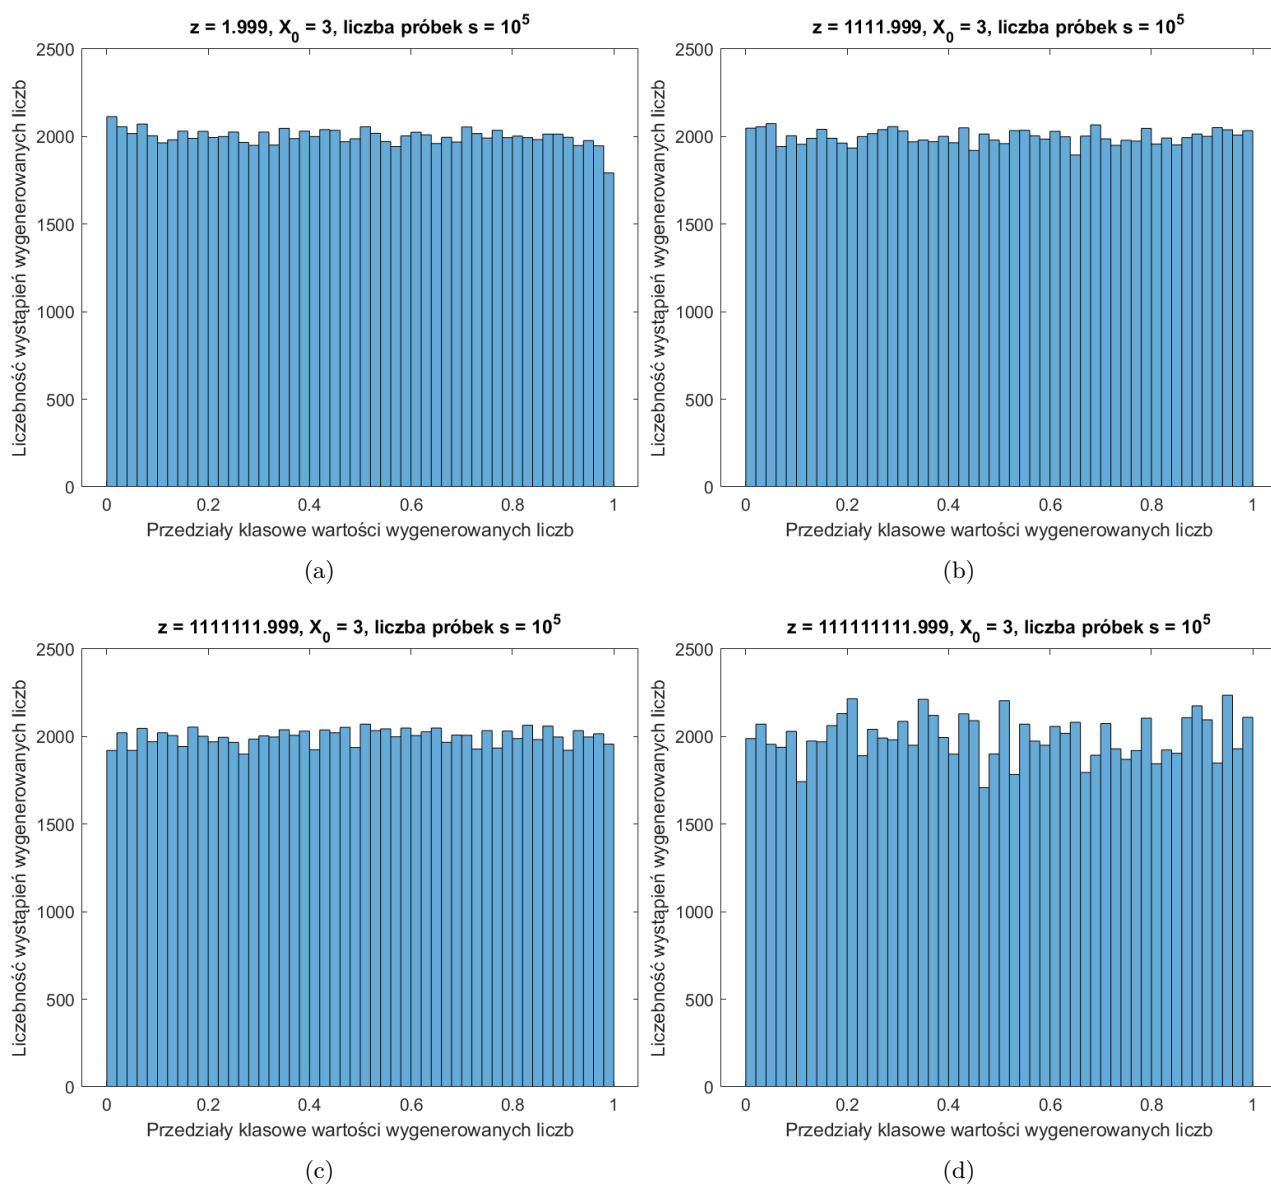 z = 1.999, X0 = 3, liczba próbek s = 10^5
Liczebność wystąpień wygenerowanych liczb
2500
2000
1500
1000
500
0
0 0.2 0.4 0.6 0.8 1
Przedziały klasowe wartości wygenerowanych liczb
(a)
z = 1111.999, X0 = 3, liczba próbek s = 10^5
Liczebność wystąpień wygenerowanych liczb
2500
2000
1500
1000
500
0
0 0.2 0.4 0.6 0.8 1
Przedziały klasowe wartości wygenerowanych liczb
(b)
z = 1111111.999, X0 = 3, liczba próbek s = 10^5
Liczebność wystąpień wygenerowanych liczb
2500
2000
1500
1000
500
0
0 0.2 0.4 0.6 0.8 1
Przedziały klasowe wartości wygenerowanych liczb
(c)
z = 111111111.999, X0 = 3, liczba próbek s = 10^5
Liczebność wystąpień wygenerowanych liczb
2500
2000
1500
1000
500
0
0 0.2 0.4 0.6 0.8 1
Przedziały klasowe wartości wygenerowanych liczb
(d)